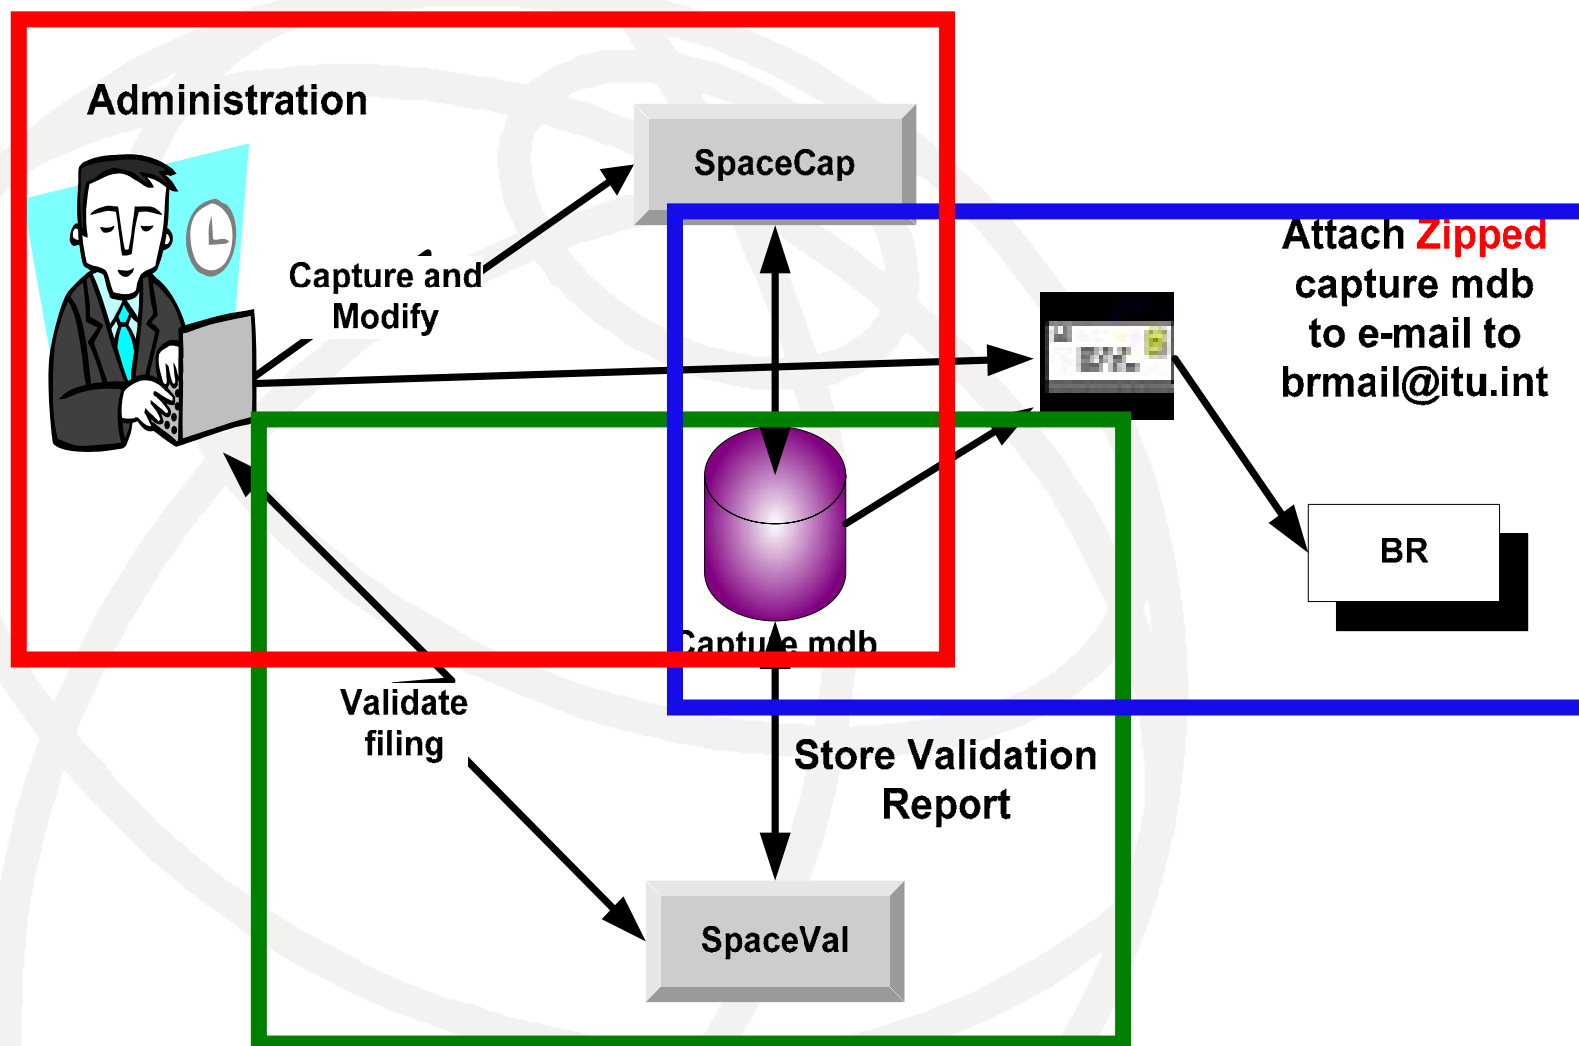 Administration
SpaceCap
Capture and
Modify
Attach Zipped
capture mdb
to e-mail to
brmail@itu.int
BR
Capture mdb
Validate
filing
Store Validation
Report
SpaceVal